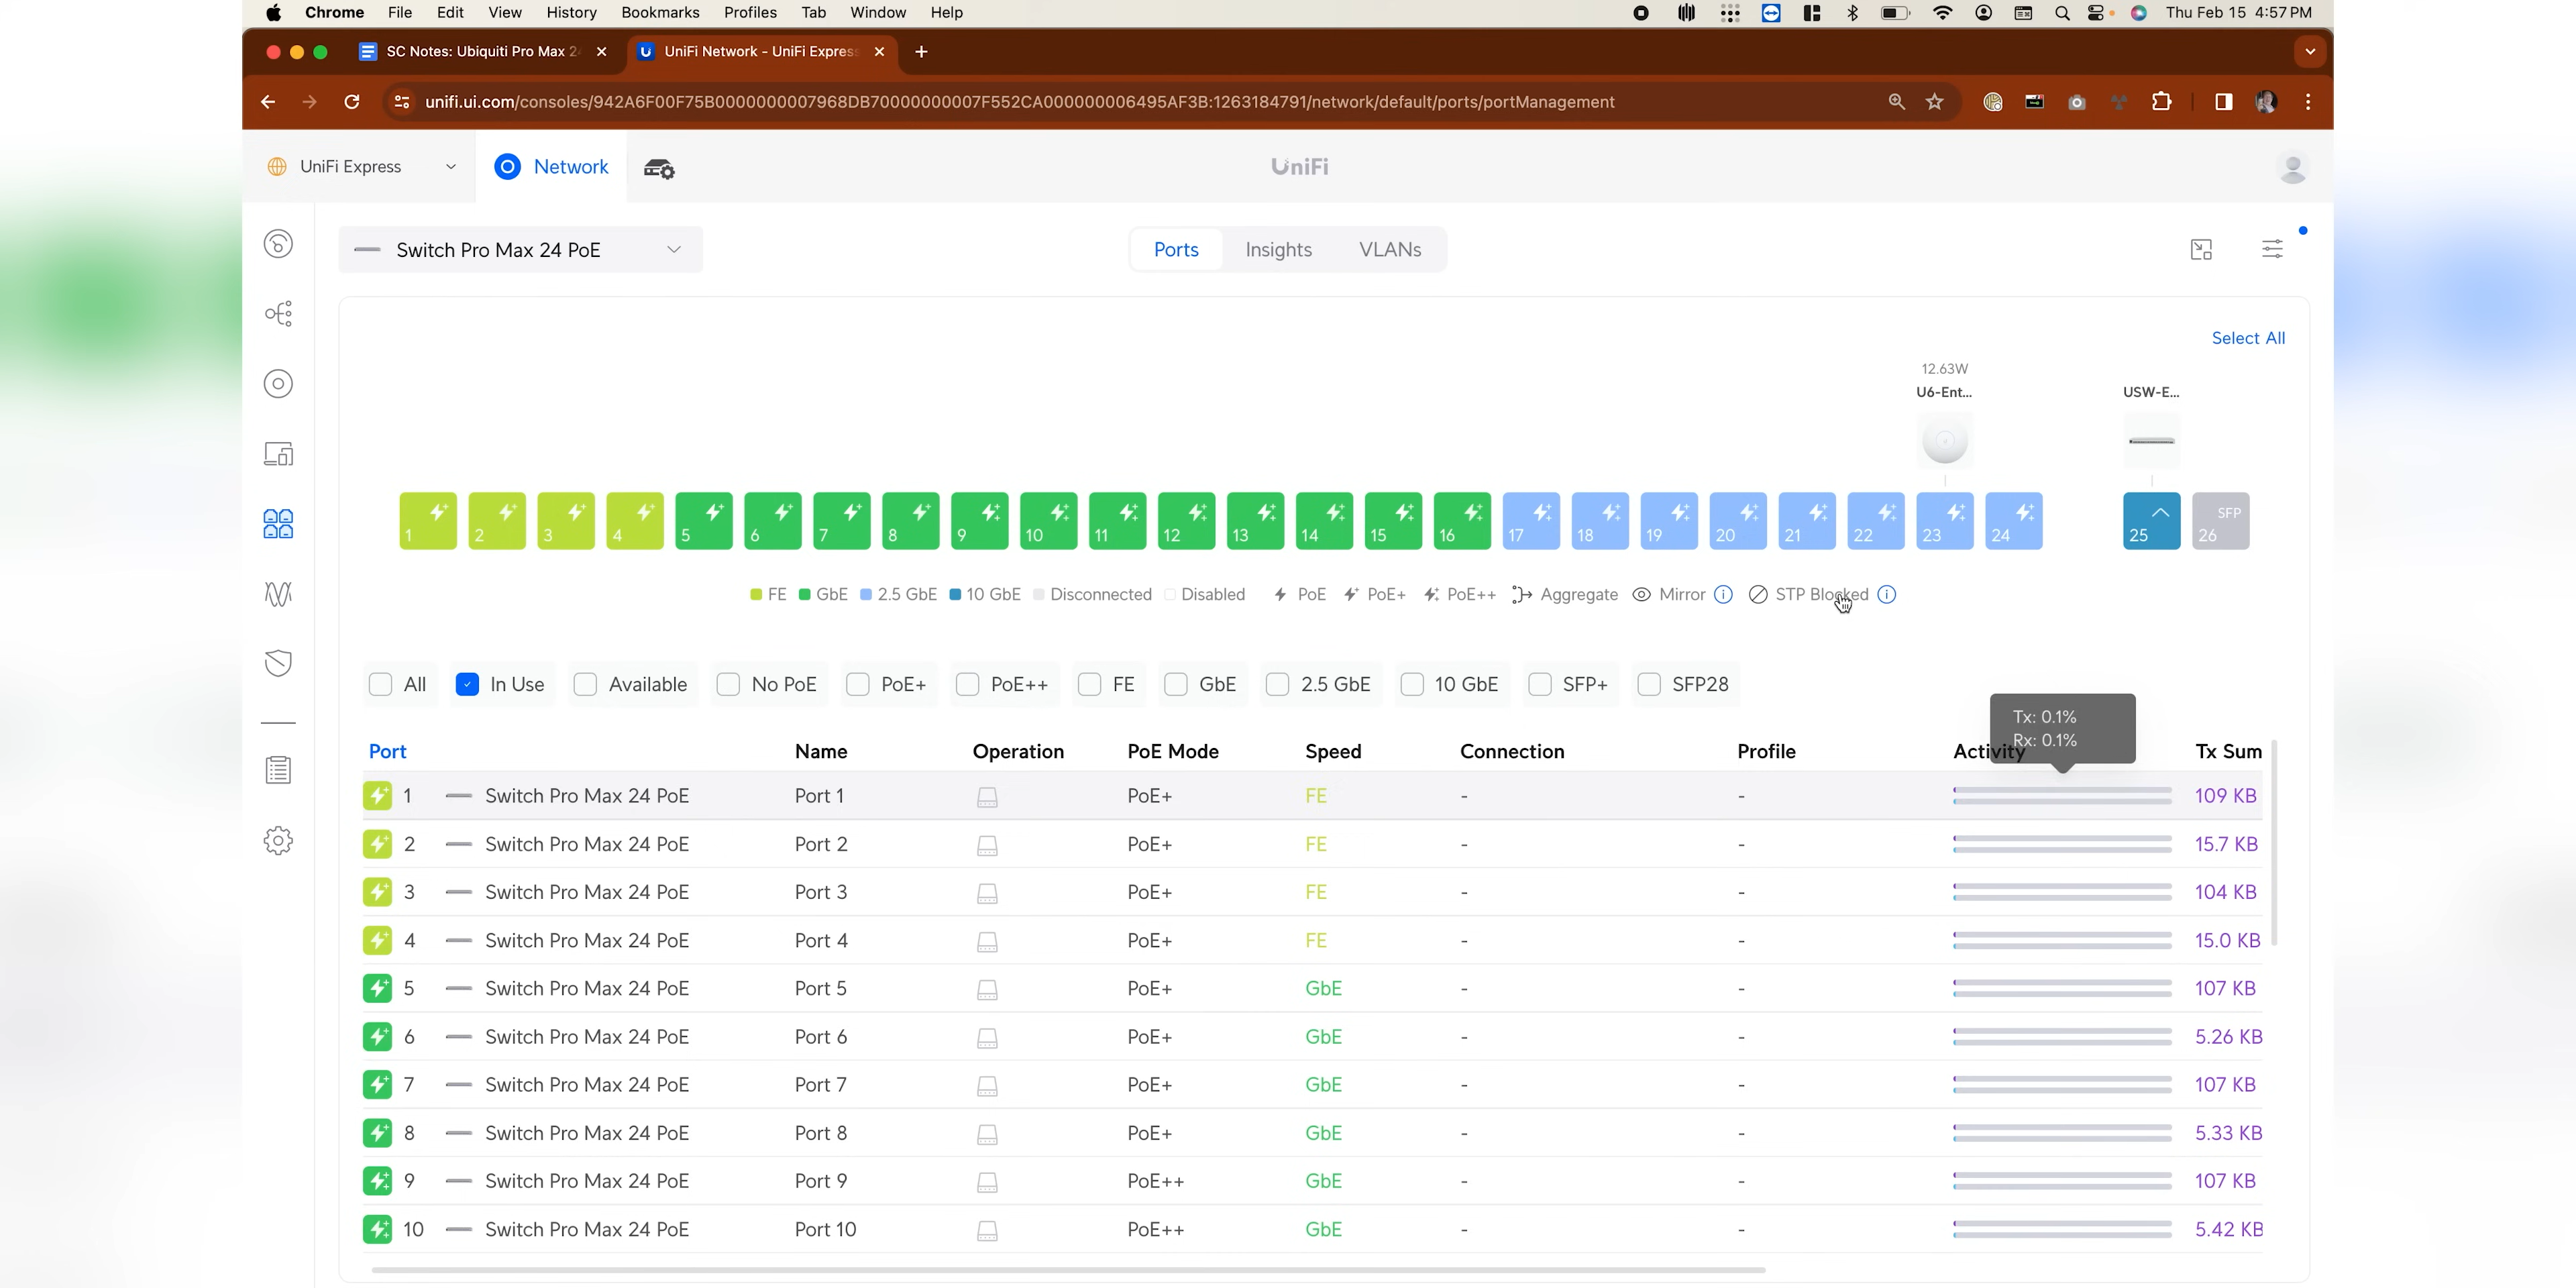 Chrome File Edit View History Bookmarks Profiles Tab Window Help Thu Feb 15 4:57 PM
SC Notes: Ubiquiti Pro Max 24 UniFi Network - UniFi Express
unifi.ui.com/consoles/942A6F00F75B0000000007968DB70000000007F552CA000000006495AF3B:1263184791/network/default/ports/portManagement
UniFi Express Network UniFi
Switch Pro Max 24 PoE Ports Insights VLANs
Select All
12.63W
U6-Ent... USW-E...
SFP
1 2 3 4 5 6 7 8 9 10 11 12 13 14 15 16 17 18 19 20 21 22 23 24 25 26
FE GbE 2.5 GbE 10 GbE Disconnected Disabled PoE PoE+ PoE++ Aggregate Mirror STP Blocked
All In Use Available No PoE PoE+ PoE++ FE GbE 2.5 GbE 10 GbE SFP+ SFP28
Tx: 0.1%
Rx: 0.1%
Port Name Operation PoE Mode Speed Connection Profile Activity Tx Sum
1 Switch Pro Max 24 PoE Port 1 PoE+ FE - - 109 KB
2 Switch Pro Max 24 PoE Port 2 PoE+ FE - - 15.7 KB
3 Switch Pro Max 24 PoE Port 3 PoE+ FE - - 104 KB
4 Switch Pro Max 24 PoE Port 4 PoE+ FE - - 15.0 KB
5 Switch Pro Max 24 PoE Port 5 PoE+ GbE - - 107 KB
6 Switch Pro Max 24 PoE Port 6 PoE+ GbE - - 5.26 KB
7 Switch Pro Max 24 PoE Port 7 PoE+ GbE - - 107 KB
8 Switch Pro Max 24 PoE Port 8 PoE+ GbE - - 5.33 KB
9 Switch Pro Max 24 PoE Port 9 PoE++ GbE - - 107 KB
10 Switch Pro Max 24 PoE Port 10 PoE++ GbE - - 5.42 KB